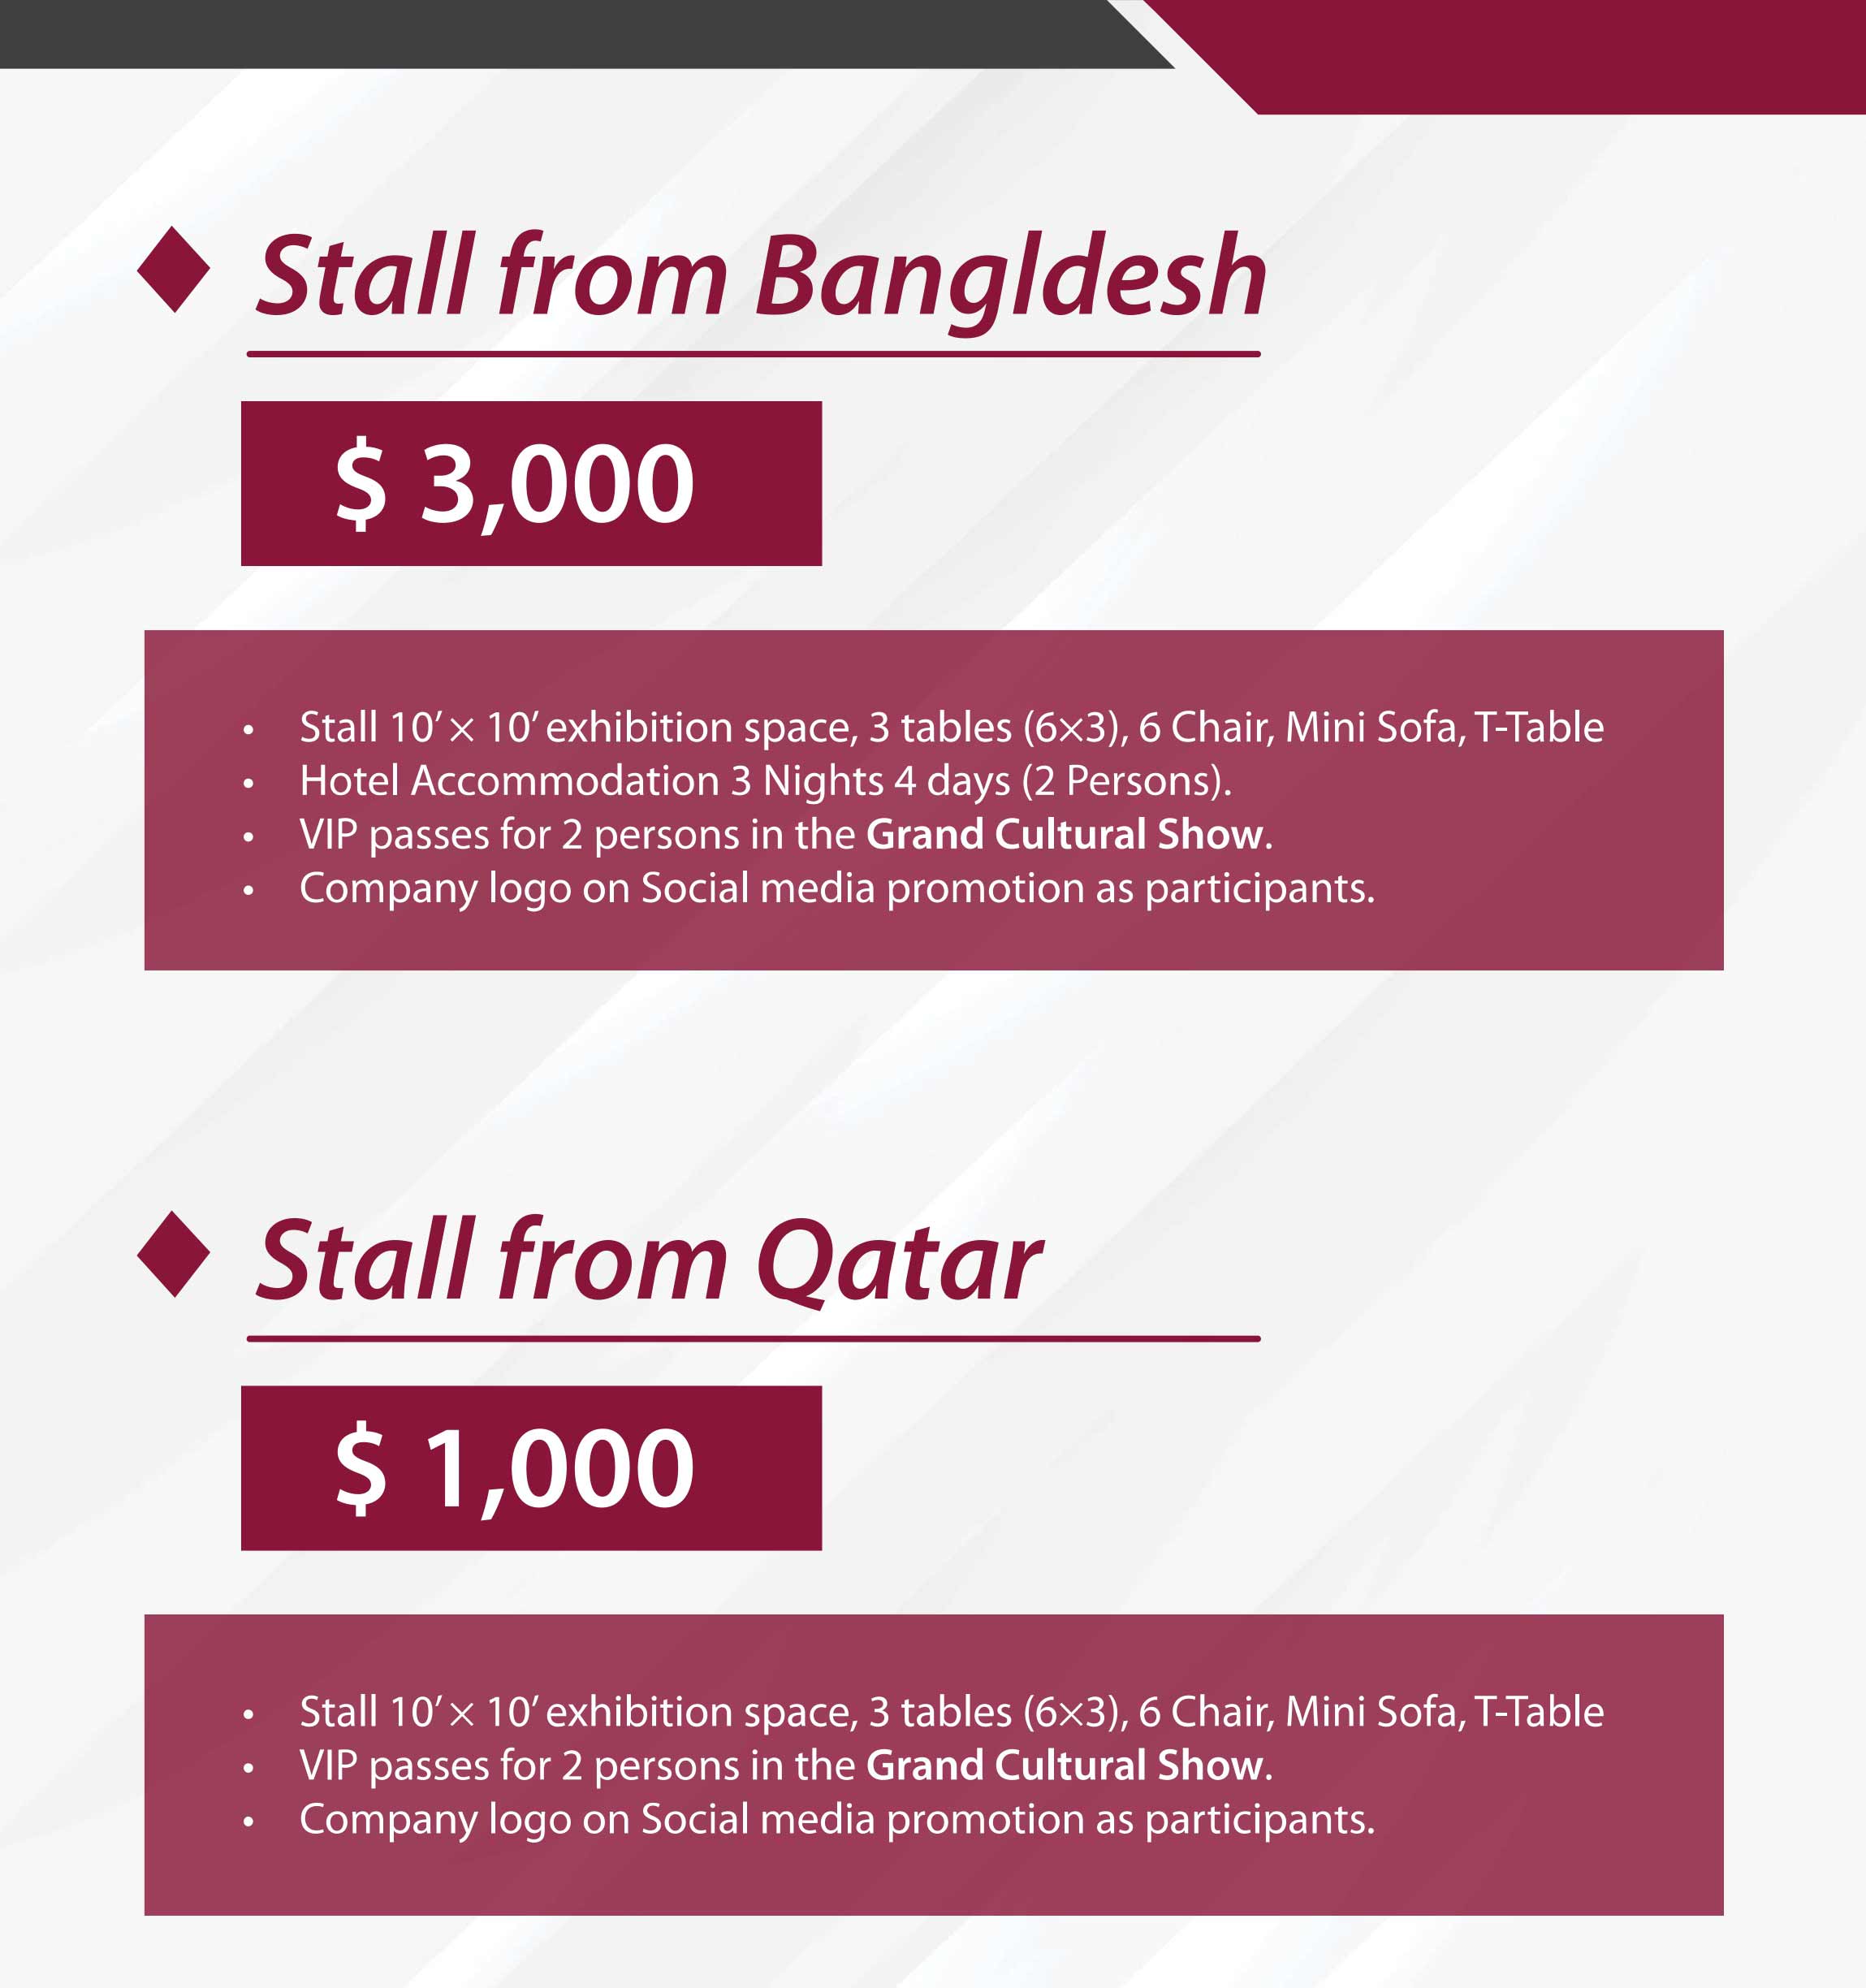 Stall from Bangldesh
$ 3,000
• Stall 10’ × 10’ exhibition space, 3 tables (6×3), 6 Chair, Mini Sofa, T-Table
• Hotel Accommodation 3 Nights 4 days (2 Persons).
• VIP passes for 2 persons in the Grand Cultural Show.
• Company logo on Social media promotion as participants.
Stall from Qatar
$ 1,000
• Stall 10’ × 10’ exhibition space, 3 tables (6×3), 6 Chair, Mini Sofa, T-Table
• VIP passes for 2 persons in the Grand Cultural Show.
• Company logo on Social media promotion as participants.